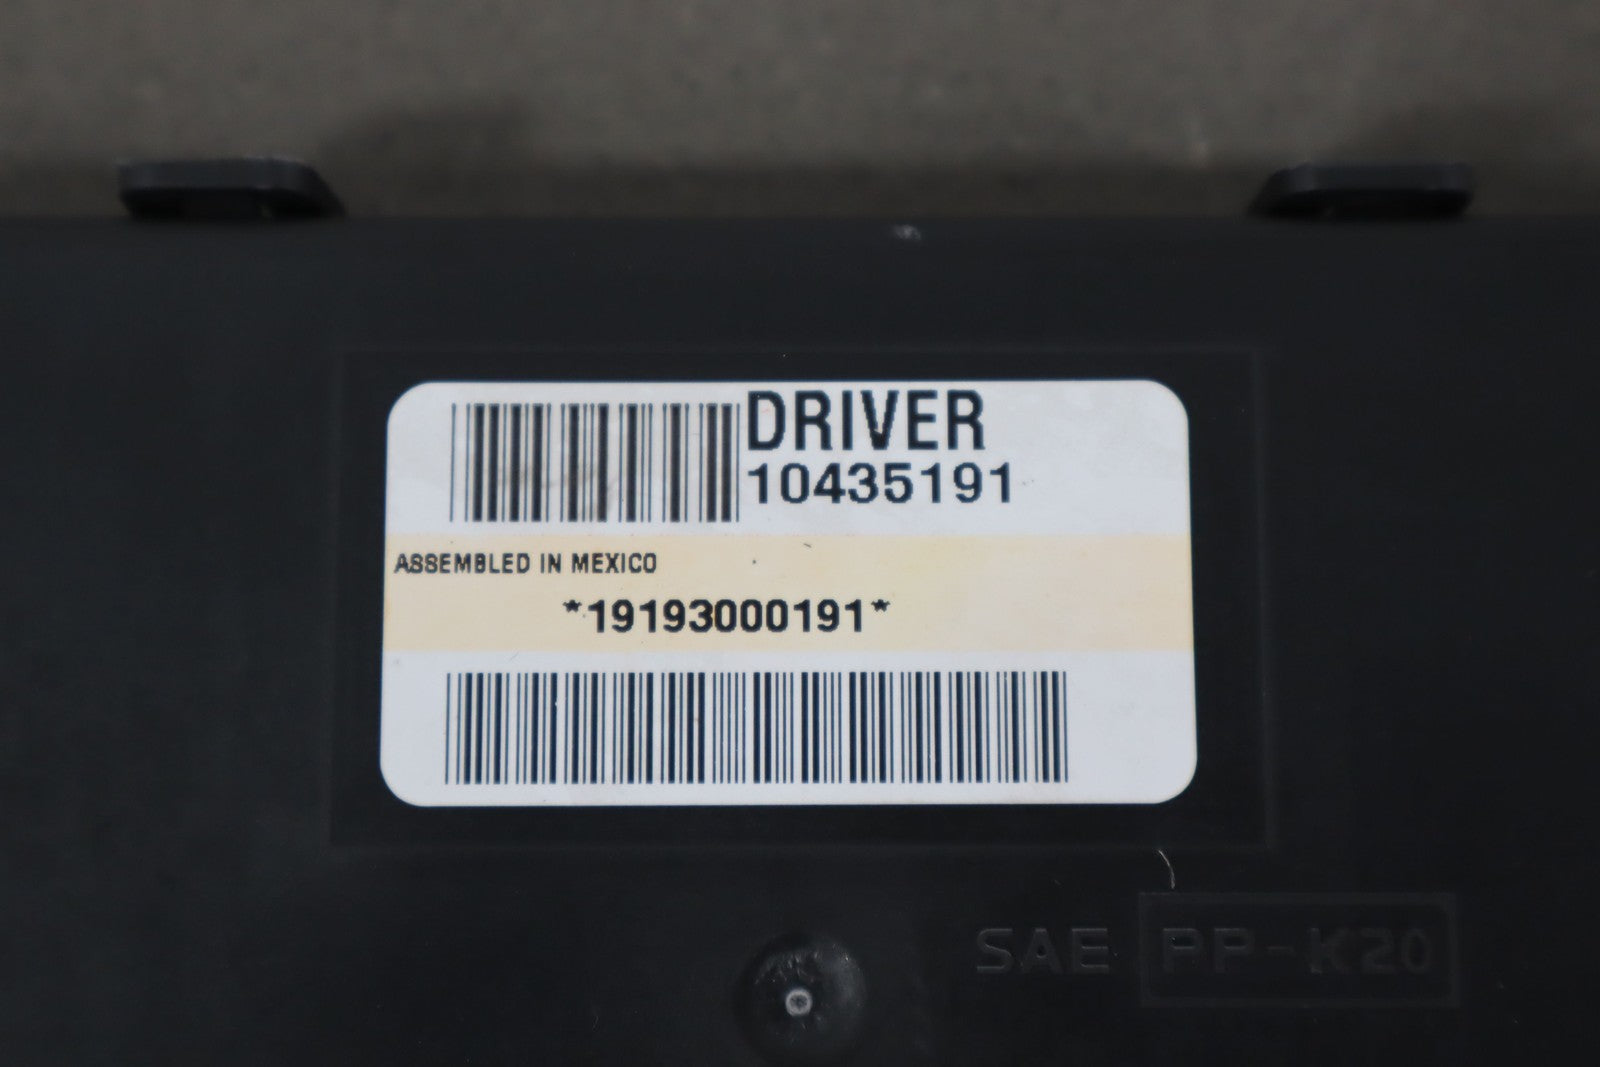 DRIVER
10435191
ASSEMBLED IN MEXICO
*19193000191*
SAE PP-K20